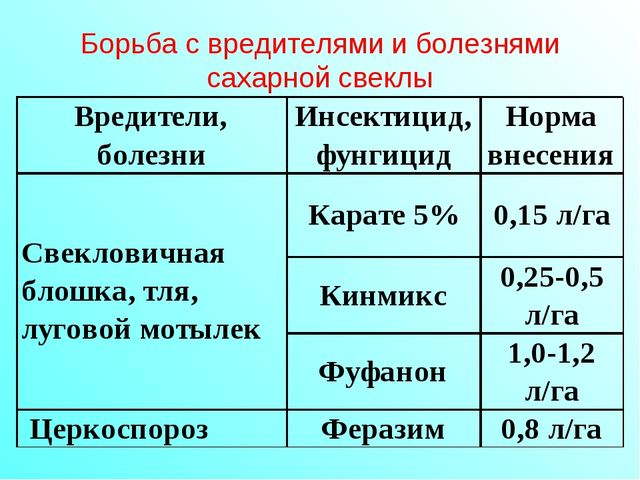 Борьба с вредителями и болезнями
сахарной свеклы
Вредители,
болезни
Инсектицид,
фунгицид
Норма
внесения
Свекловичная
блошка, тля,
луговой мотылек
Карате 5%
0,15 л/га
Кинмикс
0,25-0,5
л/га
Фуфанон
1,0-1,2
л/га
Церкоспороз
Феразим
0,8 л/га